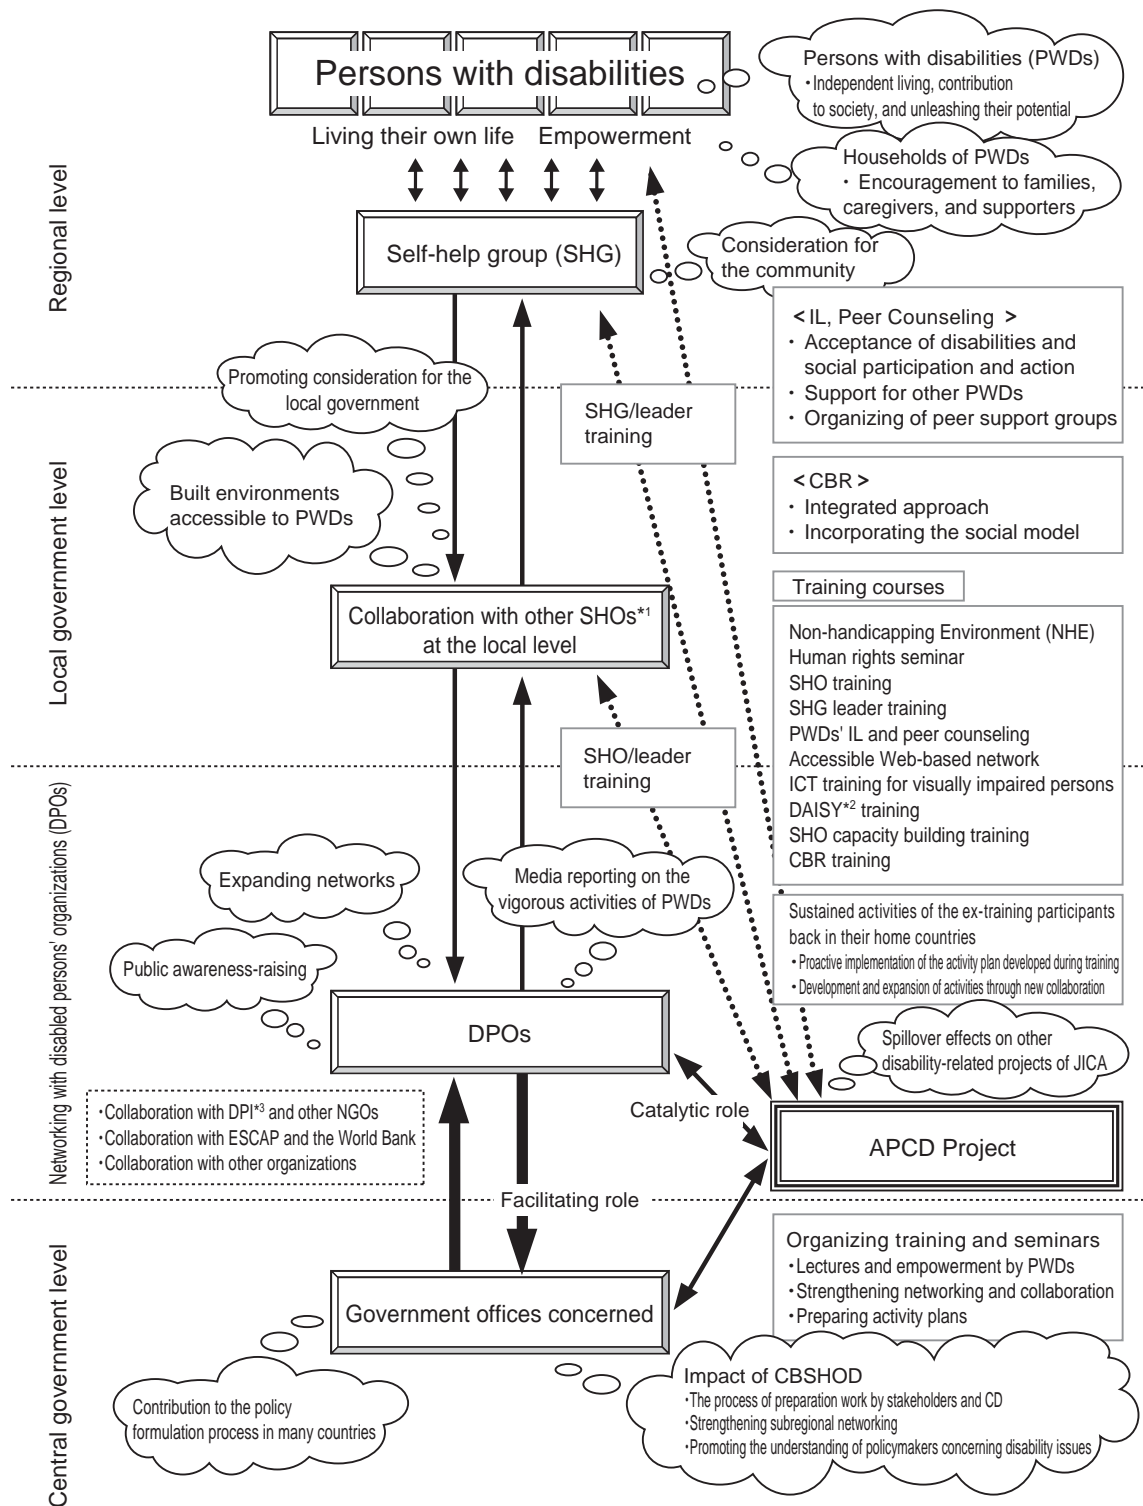 Persons with disabilities
Living their own life
Empowerment
Persons with disabilities (PWDs)
・Independent living, contribution
to society, and unleashing their potential
Households of PWDs
・ Encouragement to families,
caregivers, and supporters
Regional level
Self-help group (SHG)
Consideration for
the community
< IL, Peer Counseling >
・ Acceptance of disabilities and
social participation and action
・ Support for other PWDs
・ Organizing of peer support groups
Promoting consideration for the
local government
SHG/leader
training
Local government level
Built environments
accessible to PWDs
< CBR >
・ Integrated approach
・ Incorporating the social model
Collaboration with other SHOs*1
at the local level
Training courses
Non-handicapping Environment (NHE)
Human rights seminar
SHO training
SHG leader training
PWDs' IL and peer counseling
Accessible Web-based network
ICT training for visually impaired persons
DAISY*2 training
SHO capacity building training
CBR training
SHO/leader
training
Networking with disabled persons' organizations (DPOs)
Expanding networks
Media reporting on the
vigorous activities of PWDs
Public awareness-raising
Sustained activities of the ex-training participants
back in their home countries
・Proactive implementation of the activity plan developed during training
・Development and expansion of activities through new collaboration
DPOs
Spillover effects on other
disability-related projects of JICA
・Collaboration with DPI*3 and other NGOs
・Collaboration with ESCAP and the World Bank
・Collaboration with other organizations
Catalytic role
APCD Project
Facilitating role
Central government level
Government offices concerned
Organizing training and seminars
・Lectures and empowerment by PWDs
・Strengthening networking and collaboration
・Preparing activity plans
Contribution to the policy
formulation process in many countries
Impact of CBSHOD
・The process of preparation work by stakeholders and CD
・Strengthening subregional networking
・Promoting the understanding of policymakers concerning disability issues